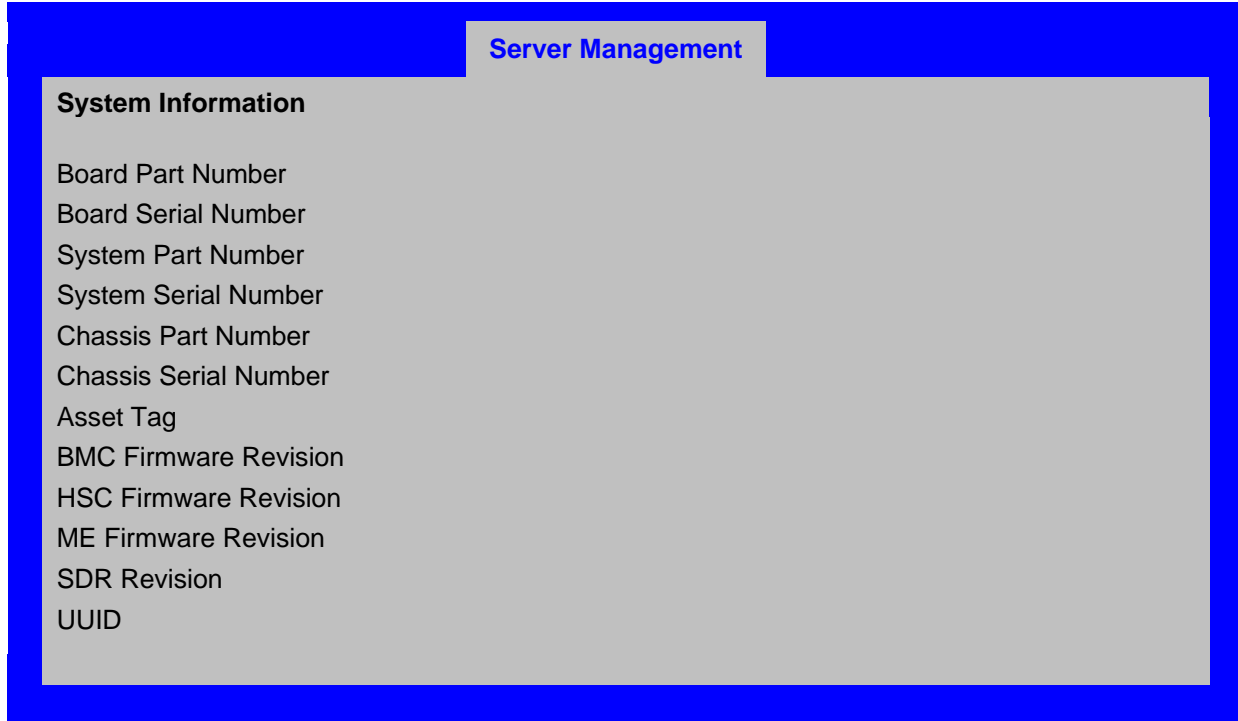 Server Management
System Information
Board Part Number
Board Serial Number
System Part Number
System Serial Number
Chassis Part Number
Chassis Serial Number
Asset Tag
BMC Firmware Revision
HSC Firmware Revision
ME Firmware Revision
SDR Revision
UUID